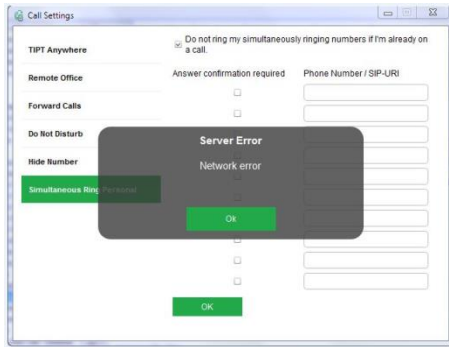 Call Settings
TIPT Anywhere
Remote Office
Forward Calls
Do Not Disturb
Hide Number
Simultaneous Ring Personal
Do not ring my simultaneously ringing numbers if I'm already on
a call.
Answer confirmation required
Phone Number / SIP-URI
Server Error
Network error
Ok
OK